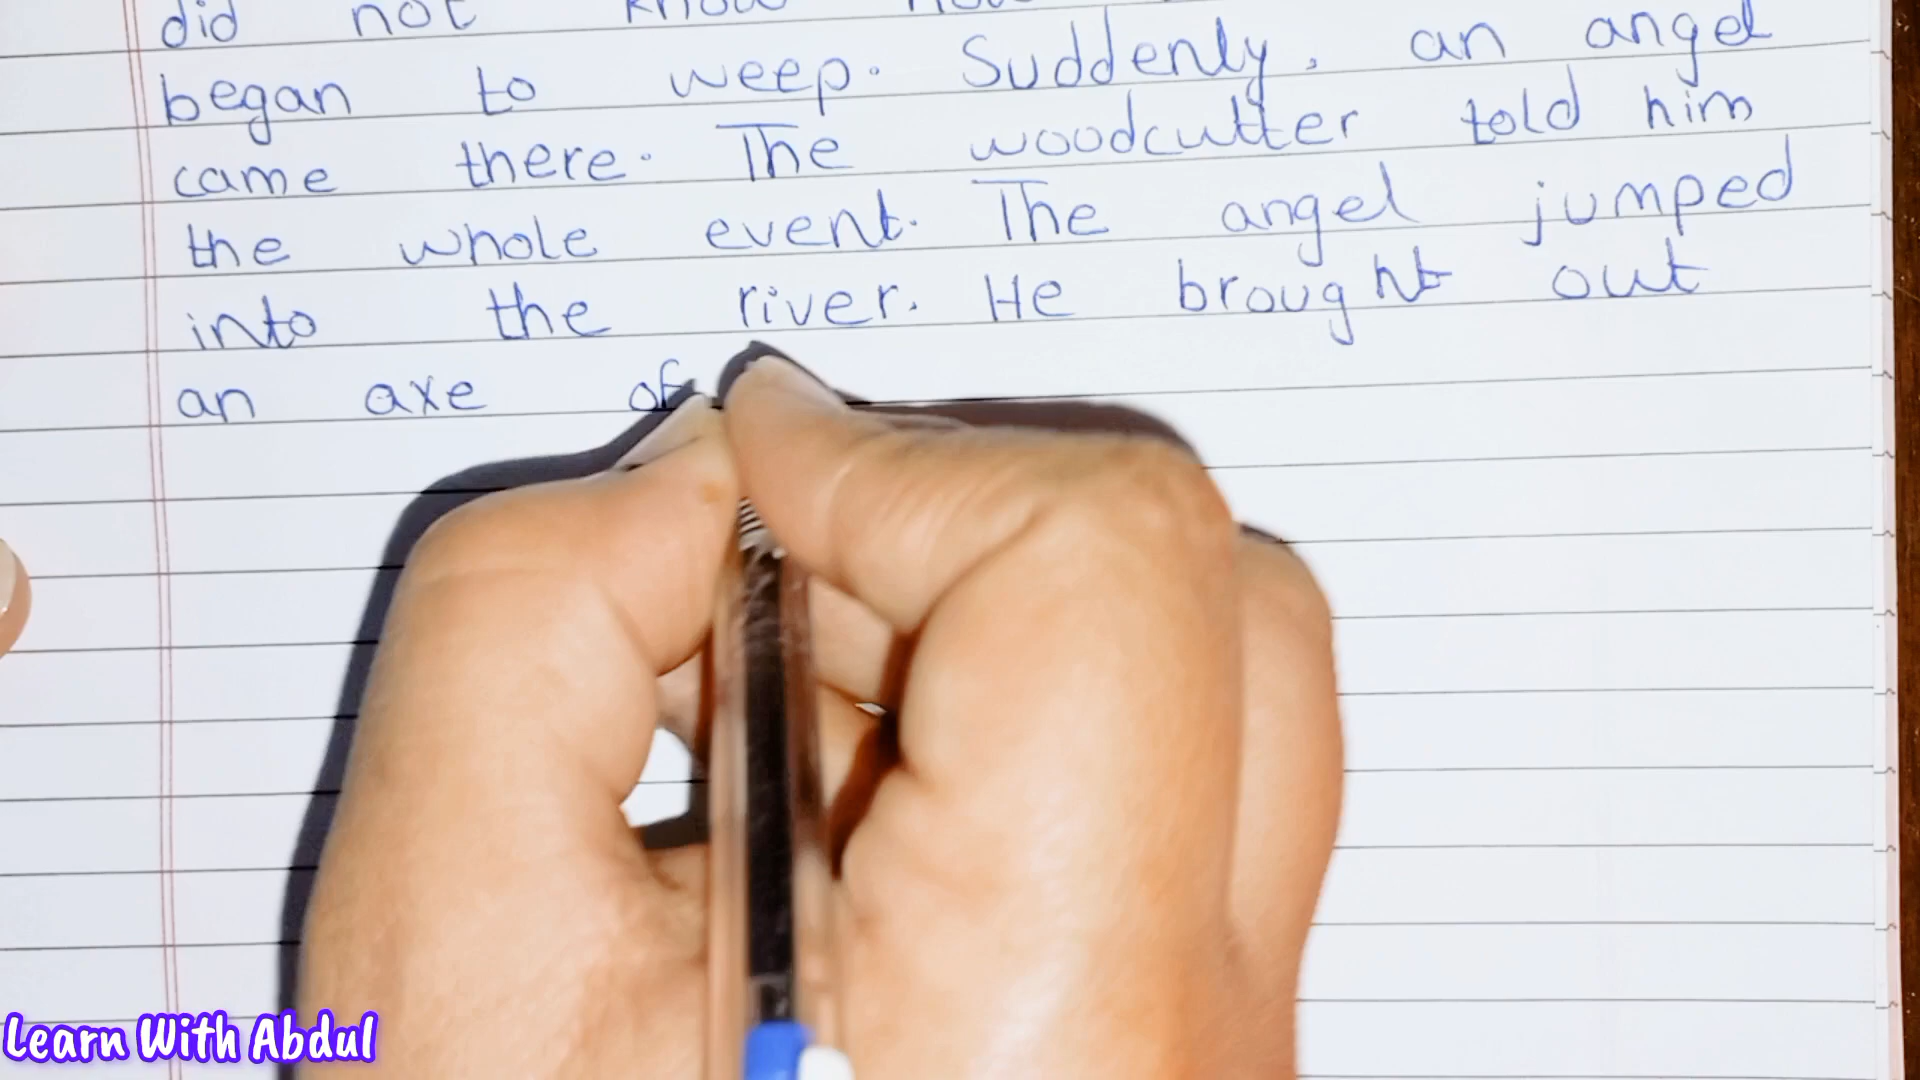 did not know
began to weep. Suddenly, an angel
came there. The woodcutter told him
the whole event. The angel jumped
into the river. He brought out
an axe of
Learn With Abdul